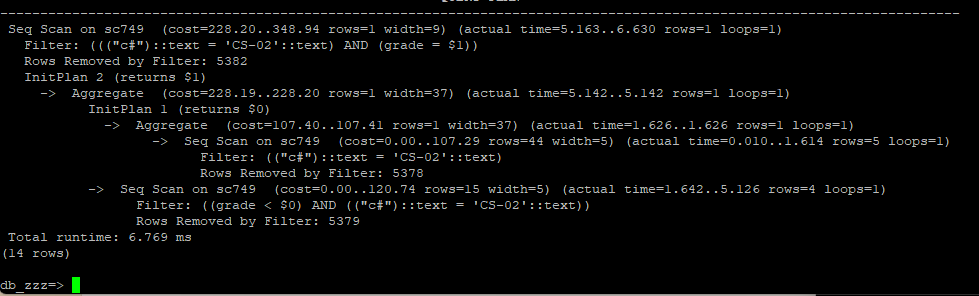 --------------------------------------------------------------------------------------------------------------------
 Seq Scan on sc749  (cost=228.20..348.94 rows=1 width=9) (actual time=5.163..6.630 rows=1 loops=1)
   Filter: ((("c#")::text = 'CS-02'::text) AND (grade = $1))
   Rows Removed by Filter: 5382
   InitPlan 2 (returns $1)
     ->  Aggregate  (cost=228.19..228.20 rows=1 width=37) (actual time=5.142..5.142 rows=1 loops=1)
           InitPlan 1 (returns $0)
             ->  Aggregate  (cost=107.40..107.41 rows=1 width=37) (actual time=1.626..1.626 rows=1 loops=1)
                   ->  Seq Scan on sc749  (cost=0.00..107.29 rows=44 width=5) (actual time=0.010..1.614 rows=5 loops=1)
                         Filter: (("c#")::text = 'CS-02'::text)
                         Rows Removed by Filter: 5378
           ->  Seq Scan on sc749  (cost=0.00..120.74 rows=15 width=5) (actual time=1.642..5.126 rows=4 loops=1)
                 Filter: ((grade < $0) AND (("c#")::text = 'CS-02'::text))
                 Rows Removed by Filter: 5379
 Total runtime: 6.769 ms
(14 rows)
db_zzz=>